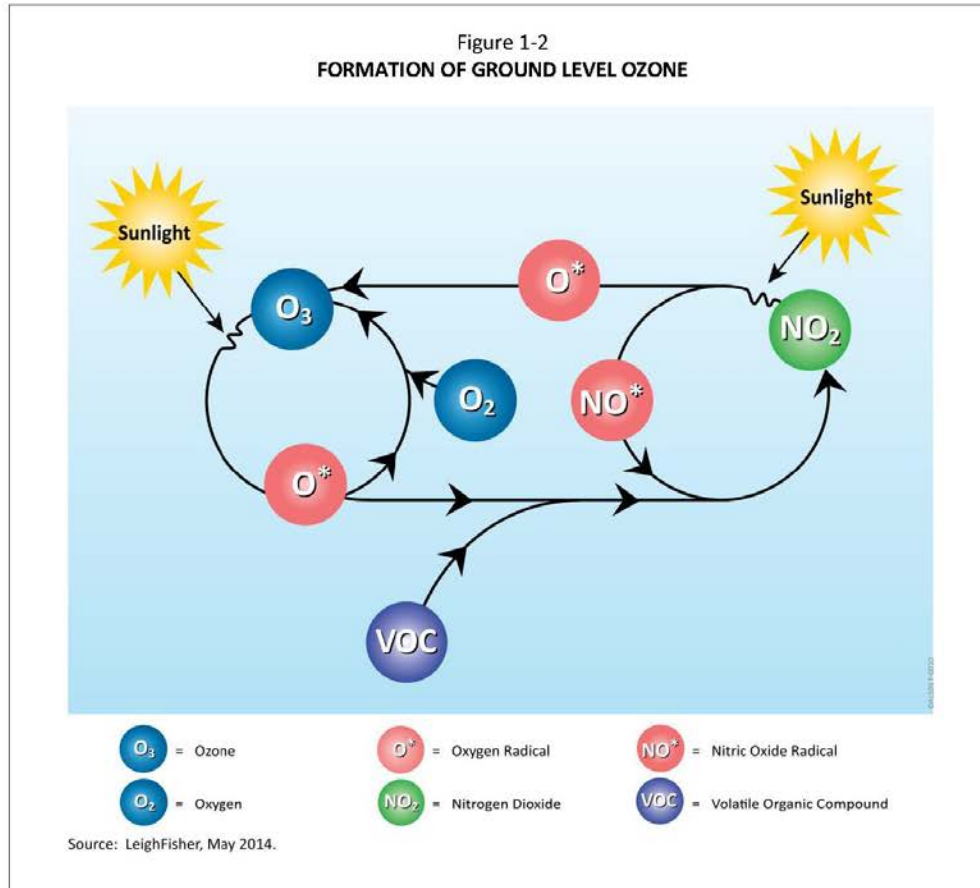 Figure 1-2
FORMATION OF GROUND LEVEL OZONE
Sunlight
Sunlight
O*
O₃
NO₂
O₂
NO*
O*
VOC
O₃ = Ozone
O* = Oxygen Radical
NO* = Nitric Oxide Radical
O₂ = Oxygen
NO₂ = Nitrogen Dioxide
VOC = Volatile Organic Compound
Source: LeighFisher, May 2014.